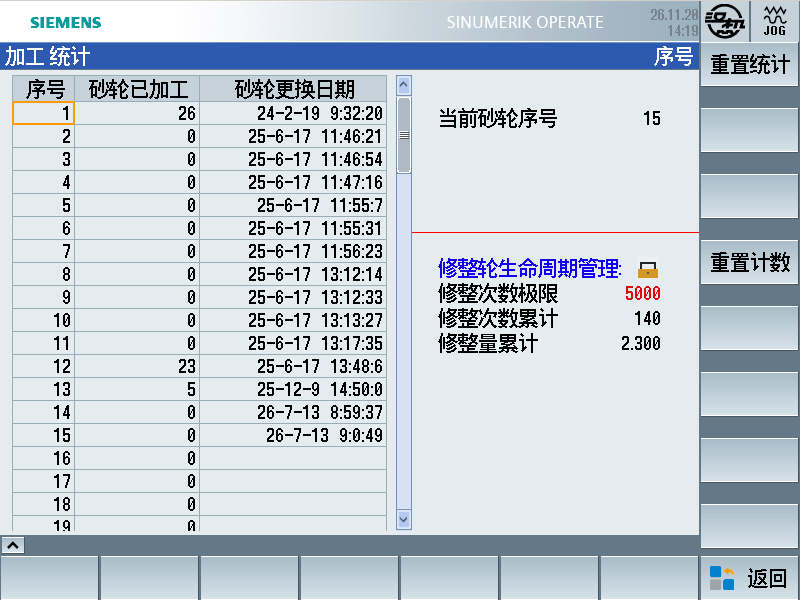 SIEMENS
SINUMERIK OPERATE
26.11.20
14:19
JOG
加工 统计
序号
重置统计
序号 砂轮已加工 砂轮更换日期
1 26 24-2-19 9:32:20
2 0 25-6-17 11:46:21
3 0 25-6-17 11:46:54
4 0 25-6-17 11:47:16
5 0 25-6-17 11:55:7
6 0 25-6-17 11:55:31
7 0 25-6-17 11:56:23
8 0 25-6-17 13:12:14
9 0 25-6-17 13:12:33
10 0 25-6-17 13:13:27
11 0 25-6-17 13:17:35
12 23 25-6-17 13:48:6
13 5 25-12-9 14:50:0
14 0 26-7-13 8:59:37
15 0 26-7-13 9:0:49
16 0
17 0
18 0
19 0
当前砂轮序号 15
修整轮生命周期管理:
修整次数极限 5000
修整次数累计 140
修整量累计 2.300
重置计数
返回